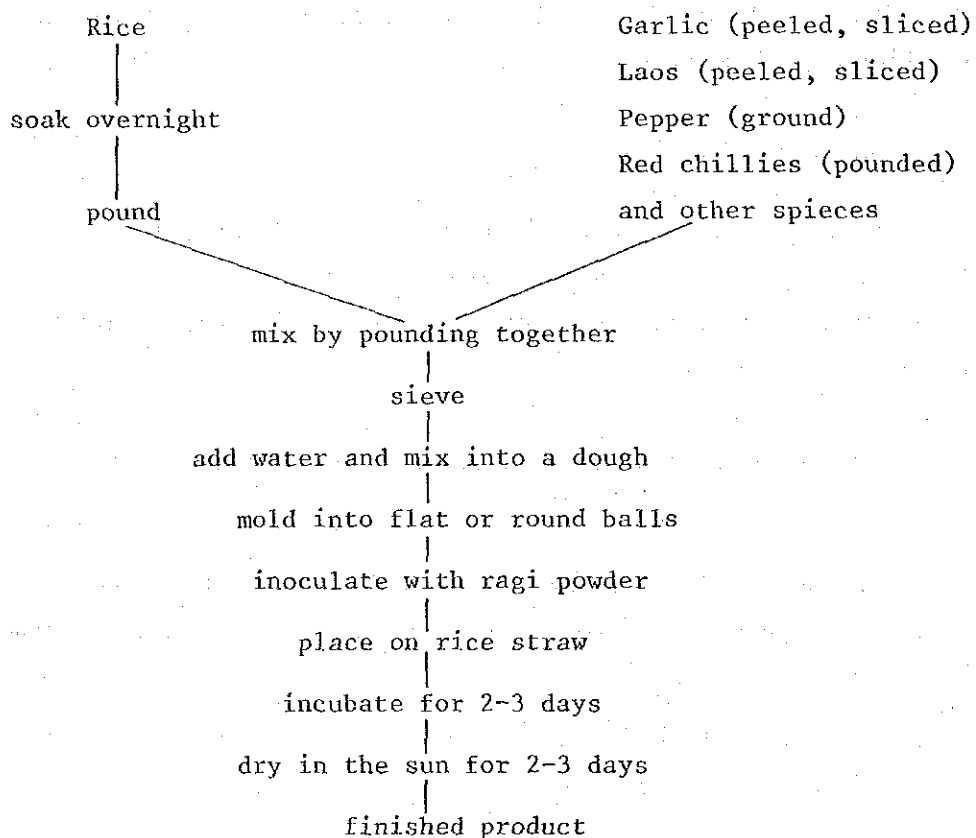 Rice
soak overnight
pound
Garlic (peeled, sliced)
Laos (peeled, sliced)
Pepper (ground)
Red chillies (pounded)
and other spieces
mix by pounding together
sieve
add water and mix into a dough
mold into flat or round balls
inoculate with ragi powder
place on rice straw
incubate for 2-3 days
dry in the sun for 2-3 days
finished product